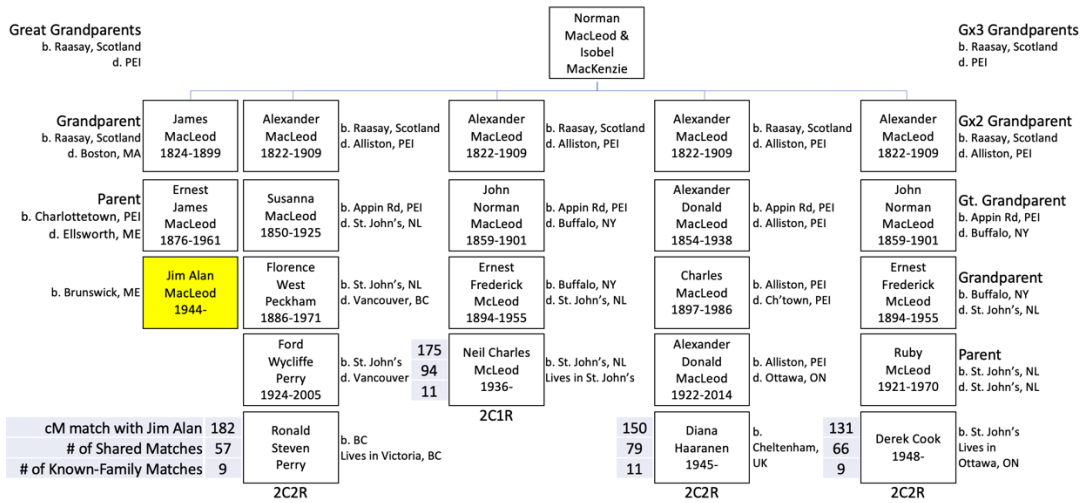 Great Grandparents
b. Raasay, Scotland
d. PEI
Norman
MacLeod &
Isobel
MacKenzie
Gx3 Grandparents
b. Raasay, Scotland
d. PEI
Grandparent
b. Raasay, Scotland
d. Boston, MA
James
MacLeod
1824-1899
Alexander
MacLeod
1822-1909
b. Raasay, Scotland
d. Alliston, PEI
Alexander
MacLeod
1822-1909
b. Raasay, Scotland
d. Alliston, PEI
Alexander
MacLeod
1822-1909
b. Raasay, Scotland
d. Alliston, PEI
Alexander
MacLeod
1822-1909
Gx2 Grandparent
b. Raasay, Scotland
d. Alliston, PEI
Parent
b. Charlottetown, PEI
d. Ellsworth, ME
Ernest
James
MacLeod
1876-1961
Susanna
MacLeod
1850-1925
b. Appin Rd, PEI
d. St. John's, NL
John
Norman
MacLeod
1859-1901
b. Appin Rd, PEI
d. Buffalo, NY
Alexander
Donald
MacLeod
1854-1938
b. Appin Rd, PEI
d. Alliston, PEI
John
Norman
MacLeod
1859-1901
Gt. Grandparent
b. Appin Rd, PEI
d. Buffalo, NY
b. Brunswick, ME
Jim Alan
MacLeod
1944-
Florence
West
Peckham
1886-1971
b. St. John's, NL
d. Vancouver, BC
Ernest
Frederick
McLeod
1894-1955
b. Buffalo, NY
d. St. John's, NL
Charles
MacLeod
1897-1986
b. Alliston, PEI
d. Ch'town, PEI
Ernest
Frederick
McLeod
1894-1955
Grandparent
b. Buffalo, NY
d. St. John's, NL
Ford
Wycliffe
Perry
1924-2005
b. St. John's
d. Vancouver
175
94
11
Neil Charles
McLeod
1936-
b. St. John's, NL
Lives in St. John's
2C1R
Alexander
Donald
MacLeod
1922-2014
b. Alliston, PEI
d. Ottawa, ON
Ruby
McLeod
1921-1970
Parent
b. St. John's, NL
d. St. John's, NL
cM match with Jim Alan 182
# of Shared Matches 57
# of Known-Family Matches 9
Ronald
Steven
Perry
b. BC
Lives in Victoria, BC
2C2R
150
79
11
Diana
Haaranen
1945-
b.
Cheltenham,
UK
2C2R
131
66
9
Derek Cook
1948-
b. St. John's
Lives in
Ottawa, ON
2C2R